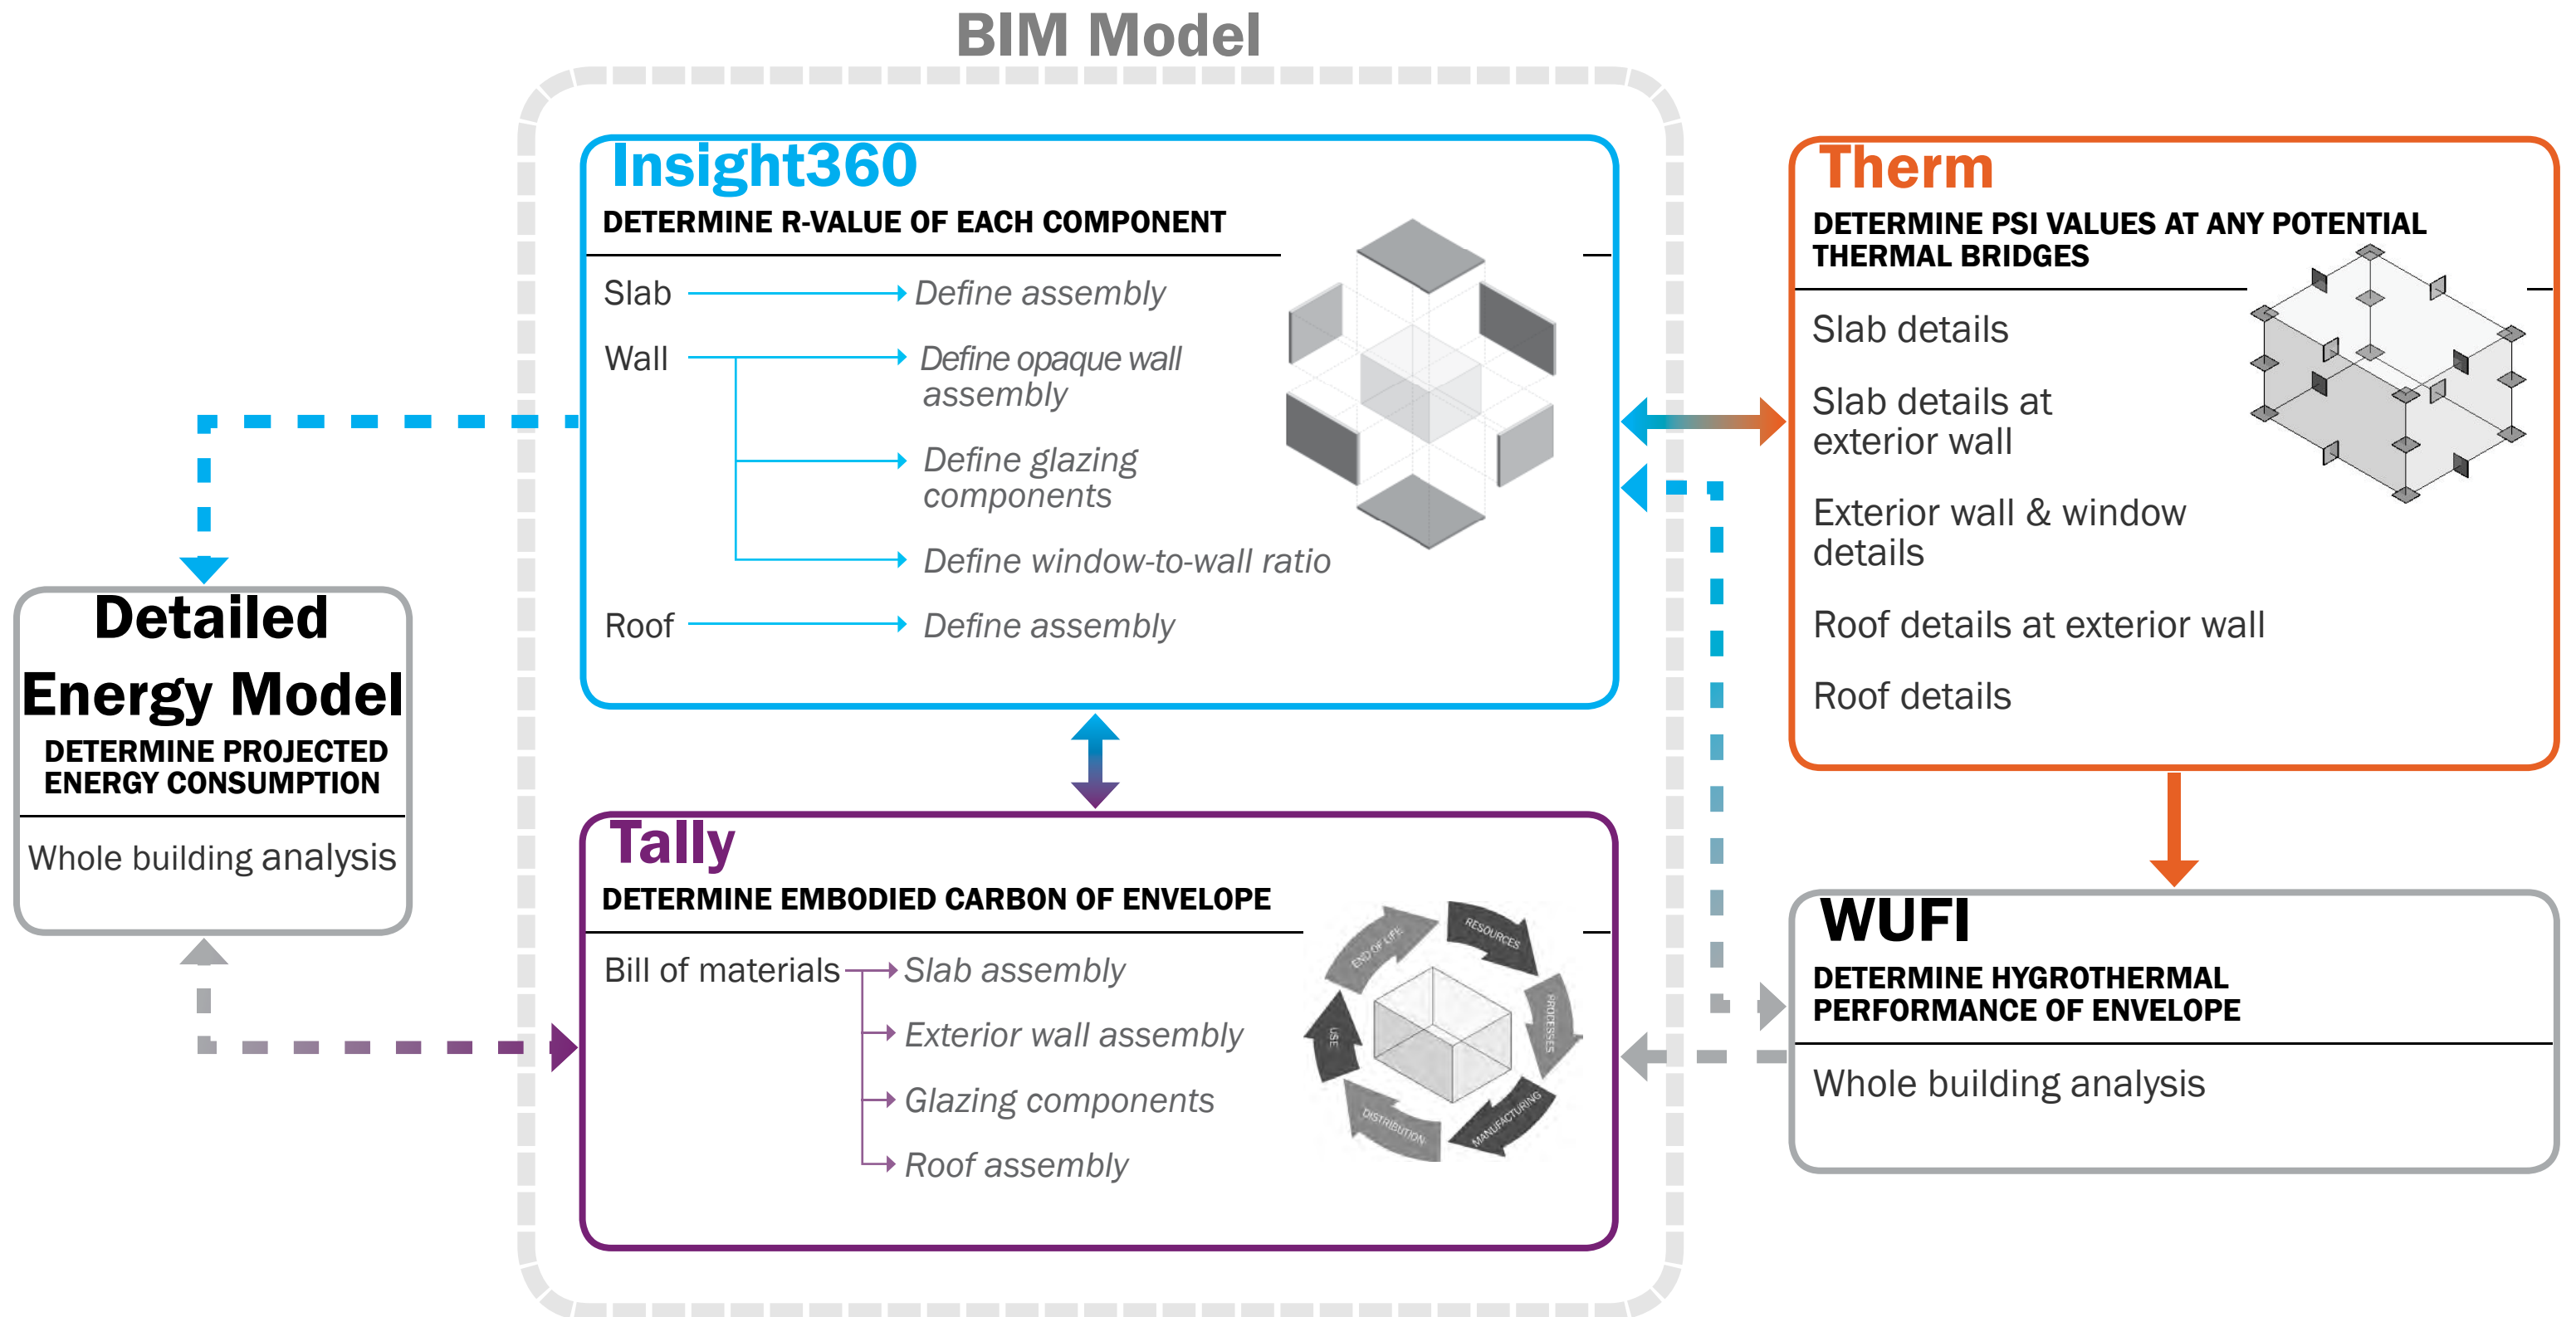 BIM Model
Insight360
DETERMINE R-VALUE OF EACH COMPONENT
Slab
Define assembly
Wall
Define opaque wall
assembly
Define glazing
components
Define window-to-wall ratio
Roof
Define assembly
Therm
DETERMINE PSI VALUES AT ANY POTENTIAL
THERMAL BRIDGES
Slab details
Slab details at
exterior wall
Exterior wall & window
details
Roof details at exterior wall
Roof details
Detailed
Energy Model
DETERMINE PROJECTED
ENERGY CONSUMPTION
Whole building analysis
Tally
DETERMINE EMBODIED CARBON OF ENVELOPE
Bill of materials
Slab assembly
Exterior wall assembly
Glazing components
Roof assembly
RESOURCES
PROCESSES
MANUFACTURING
DISTRIBUTION
USE
END OF LIFE
WUFI
DETERMINE HYGROTHERMAL
PERFORMANCE OF ENVELOPE
Whole building analysis